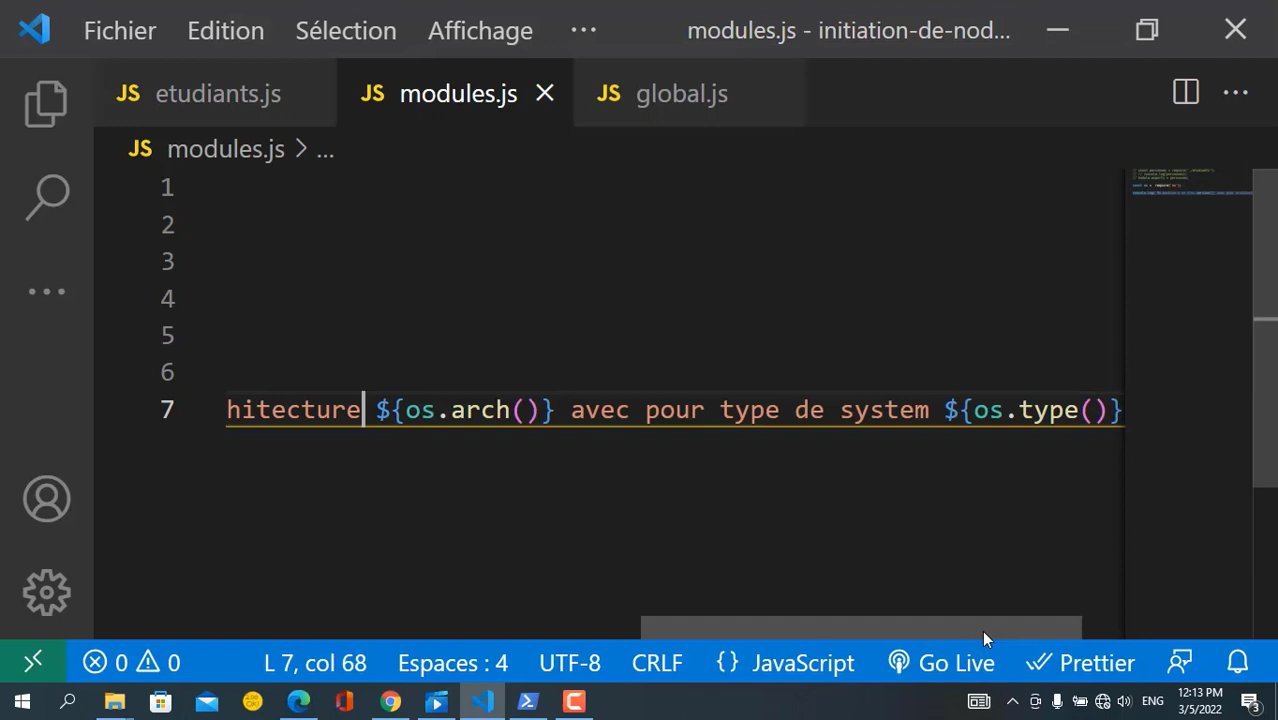 Fichier Edition Sélection Affichage ··· modules.js - initiation-de-nod...
JS etudiants.js JS modules.js JS global.js
JS modules.js > ...
1
2
3
4
5
6
7 hitecture ${os.arch()} avec pour type de system ${os.type()}
0 0 L 7, col 68 Espaces : 4 UTF-8 CRLF {} JavaScript Go Live Prettier
ENG 12:13 PM
3/5/2022 3